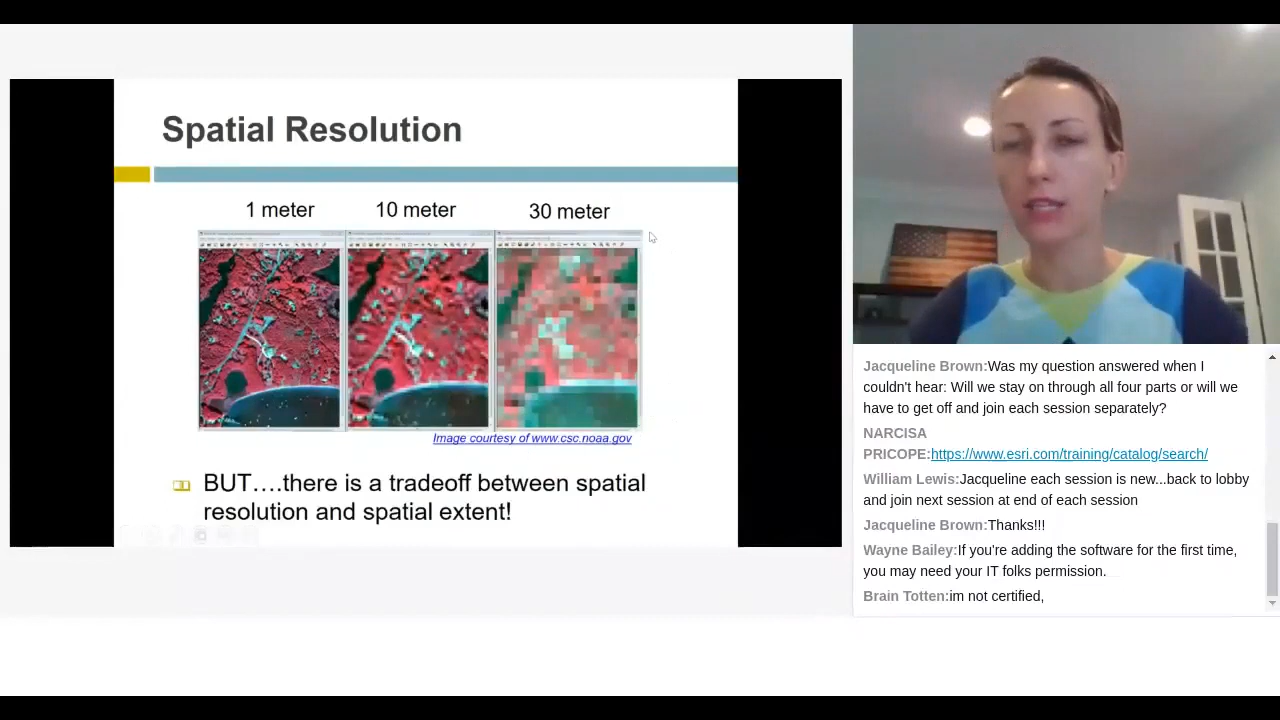 Spatial Resolution
1 meter
10 meter
30 meter
Image courtesy of www.csc.noaa.gov
BUT….there is a tradeoff between spatial
resolution and spatial extent!
Jacqueline Brown:Was my question answered when I
couldn't hear: Will we stay on through all four parts or will we
have to get off and join each session separately?
NARCISA
PRICOPE:https://www.esri.com/training/catalog/search/
William Lewis:Jacqueline each session is new...back to lobby
and join next session at end of each session
Jacqueline Brown:Thanks!!!
Wayne Bailey:If you're adding the software for the first time,
you may need your IT folks permission.
Brain Totten:im not certified,